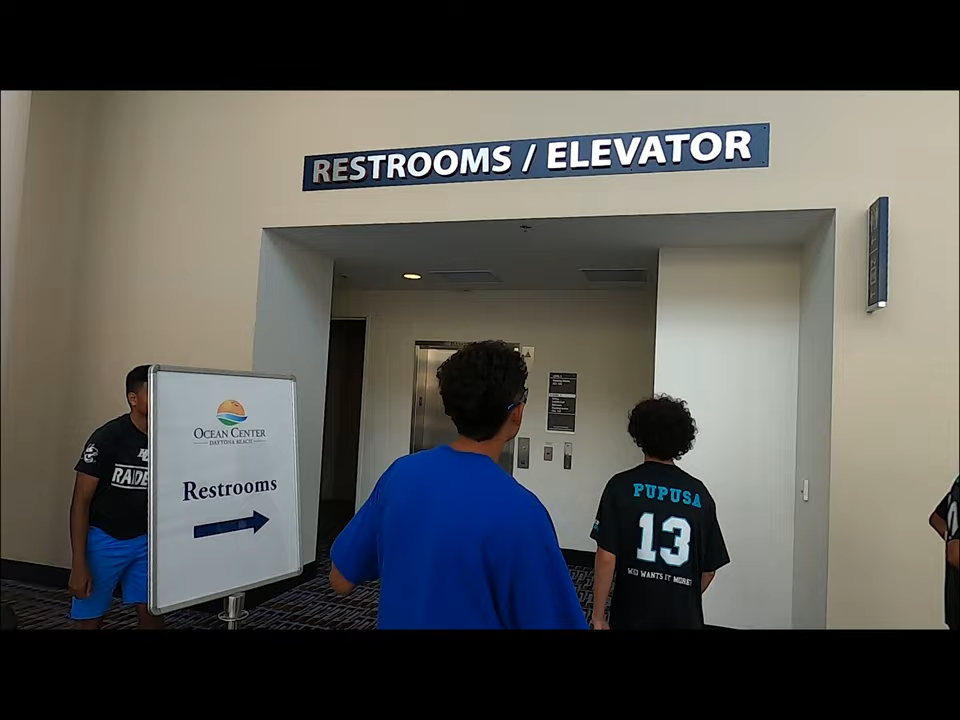 RESTROOMS / ELEVATOR
OCEAN CENTER
DAYTONA BEACH
Restrooms
PUPUSA
13
WHO WANTS IT MORE?